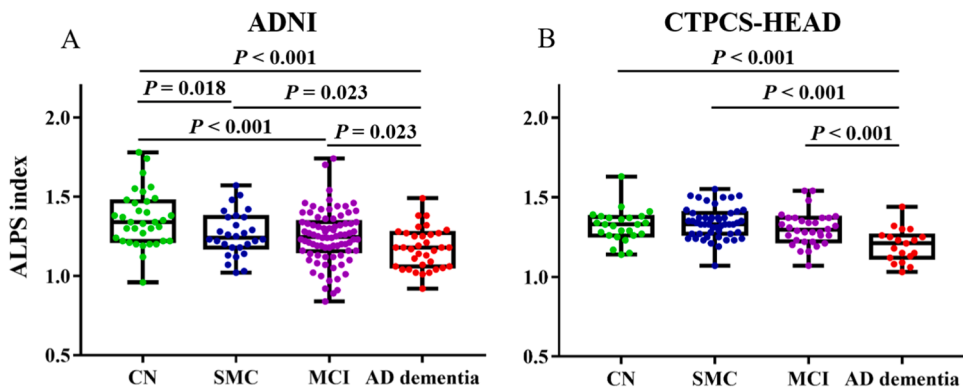 A
ADNI
P < 0.001
P = 0.018
P = 0.023
P < 0.001
P = 0.023
ALPS index
2.0
1.5
1.0
0.5
CN SMC MCI AD dementia
B
CTPCS-HEAD
P < 0.001
P < 0.001
P < 0.001
2.0
1.5
1.0
0.5
CN SMC MCI AD dementia